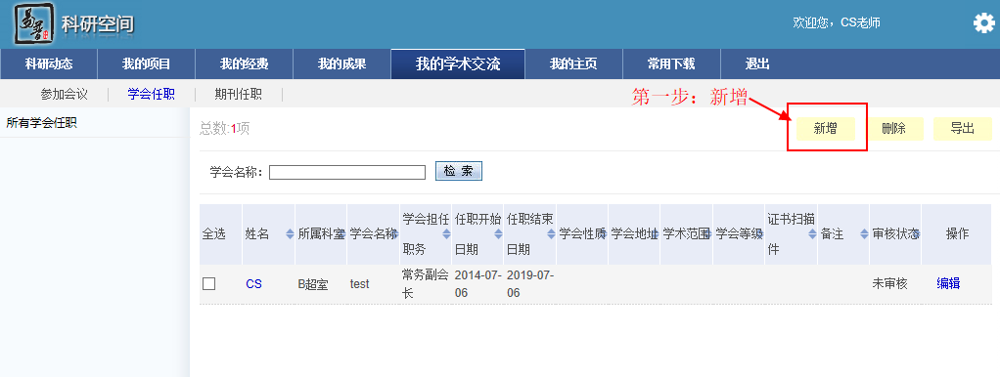 易普 科研空间
欢迎您，CS老师
科研动态 我的项目 我的经费 我的成果 我的学术交流 我的主页 常用下载 退出
参加会议 学会任职 期刊任职
第一步：新增
所有学会任职
总数:1项
新增 删除 导出
学会名称：
检 索
全选 姓名 所属科室 学会名称 学会担任职务 任职开始日期 任职结束日期 学会性质 学会地址 学术范围 学会等级 证书扫描件 备注 审核状态 操作
CS B超室 test 常务副会长 2014-07-06 2019-07-06 未审核 编辑